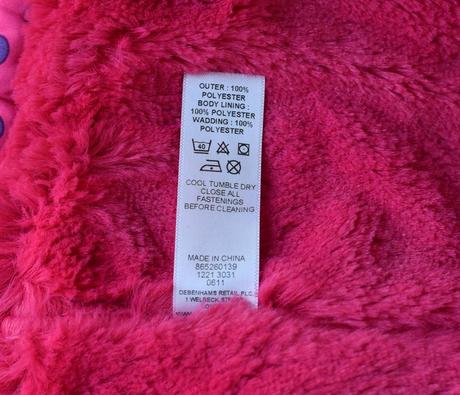 OUTER : 100%
POLYESTER
BODY LINING :
100% POLYESTER
WADDING : 100%
POLYESTER
40
COOL TUMBLE DRY
CLOSE ALL
FASTENINGS
BEFORE CLEANING
MADE IN CHINA
865260139
1221 3031
0611
DEBENHAMS RETAIL PLC
1 WELBECK